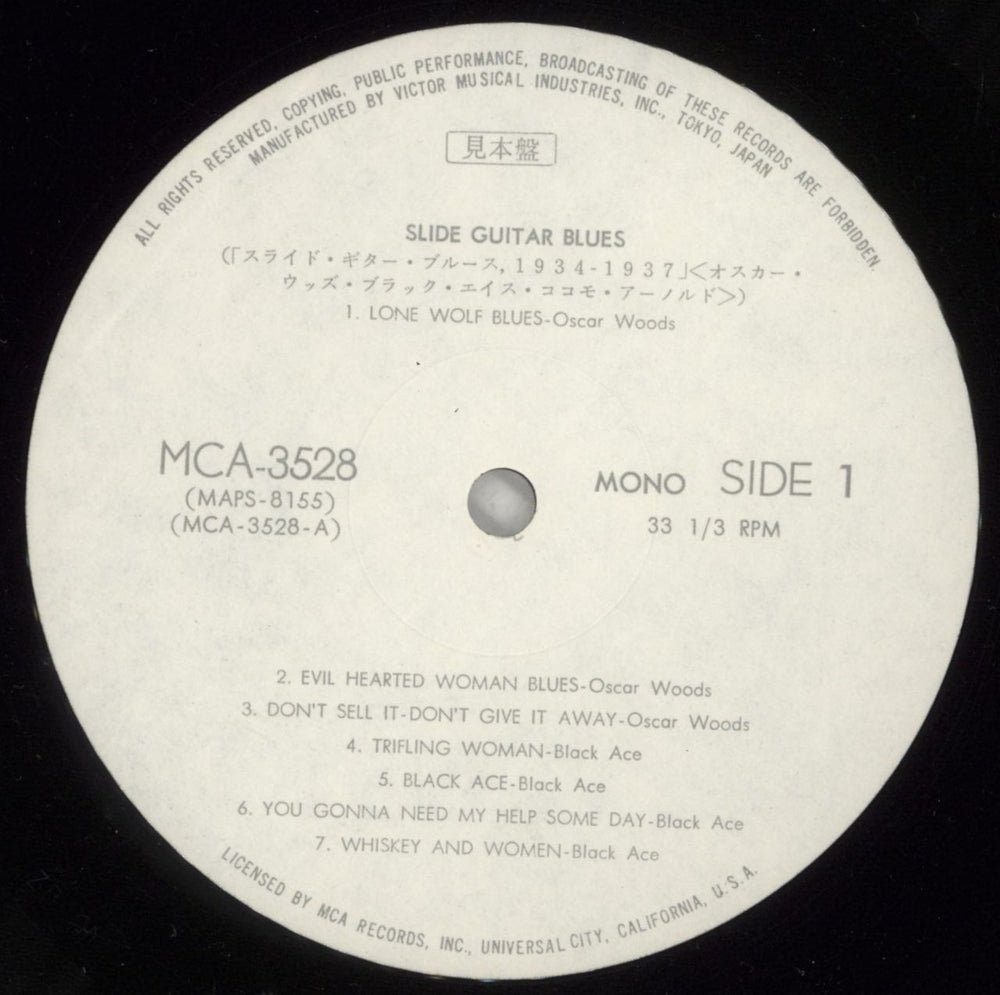 ALL RIGHTS RESERVED, COPYING, PUBLIC PERFORMANCE, BROADCASTING OF THESE RECORDS ARE FORBIDDEN.
MANUFACTURED BY VICTOR MUSICAL INDUSTRIES, INC., TOKYO, JAPAN
見本盤
SLIDE GUITAR BLUES
(「スライド・ギター・ブルース, 1934-1937」<オスカー・
ウッズ・ブラック・エイス・ココモ・アーノルド>)
1. LONE WOLF BLUES-Oscar Woods
MCA-3528
(MAPS-8155)
(MCA-3528-A)
MONO SIDE 1
33 1/3 RPM
2. EVIL HEARTED WOMAN BLUES-Oscar Woods
3. DON'T SELL IT-DON'T GIVE IT AWAY-Oscar Woods
4. TRIFLING WOMAN-Black Ace
5. BLACK ACE-Black Ace
6. YOU GONNA NEED MY HELP SOME DAY-Black Ace
7. WHISKEY AND WOMEN-Black Ace
LICENSED BY MCA RECORDS, INC., UNIVERSAL CITY, CALIFORNIA, U.S.A.